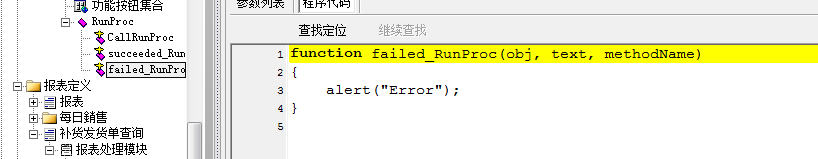 功能按钮集合
RunProc
CallRunProc
succeeded_Run
failed_RunPro
报表定义
报表
每日銷售
补货发货单查询
报表处理模块
参数列表 程序代码
查找定位 继续查找
1 function failed_RunProc(obj, text, methodName)
2 {
3 alert("Error");
4 }
5